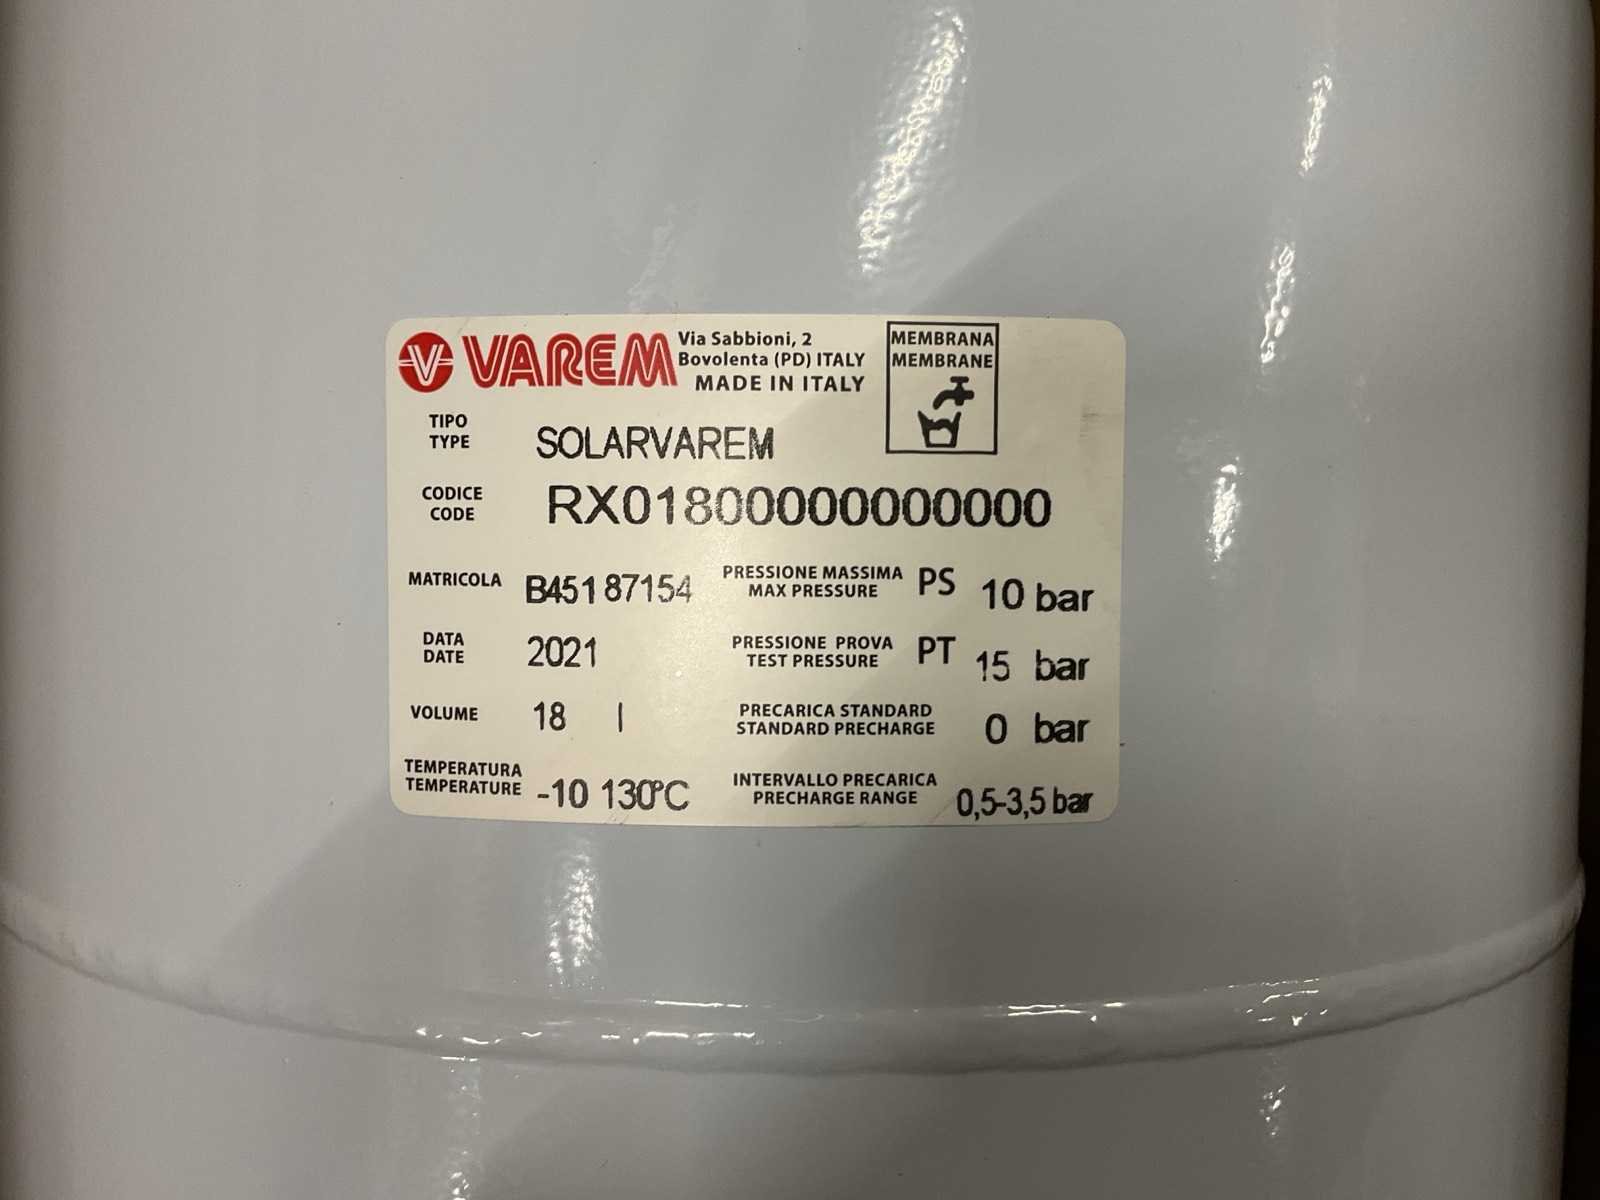 VAREM
Via Sabbioni, 2
Bovolenta (PD) ITALY
MADE IN ITALY
MEMBRANA
MEMBRANE
TIPO
TYPE
SOLARVAREM
CODICE
CODE
RX01800000000000
MATRICOLA
B45187154
PRESSIONE MASSIMA
MAX PRESSURE
PS
10 bar
DATA
DATE
2021
PRESSIONE PROVA
TEST PRESSURE
PT
15 bar
VOLUME
18 l
PRECARICA STANDARD
STANDARD PRECHARGE
0 bar
TEMPERATURA
TEMPERATURE
-10 130°C
INTERVALLO PRECARICA
PRECHARGE RANGE
0,5-3,5 bar